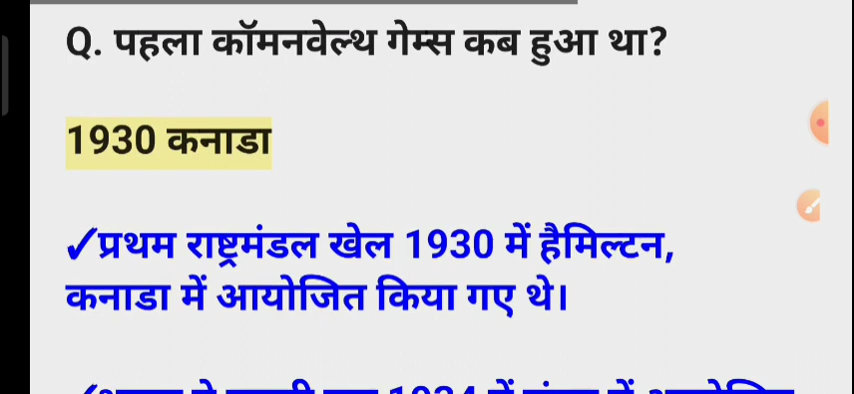 Q. पहला कॉमनवेल्थ गेम्स कब हुआ था?
1930 कनाडा
✓प्रथम राष्ट्रमंडल खेल 1930 में हैमिल्टन,
कनाडा में आयोजित किया गए थे।